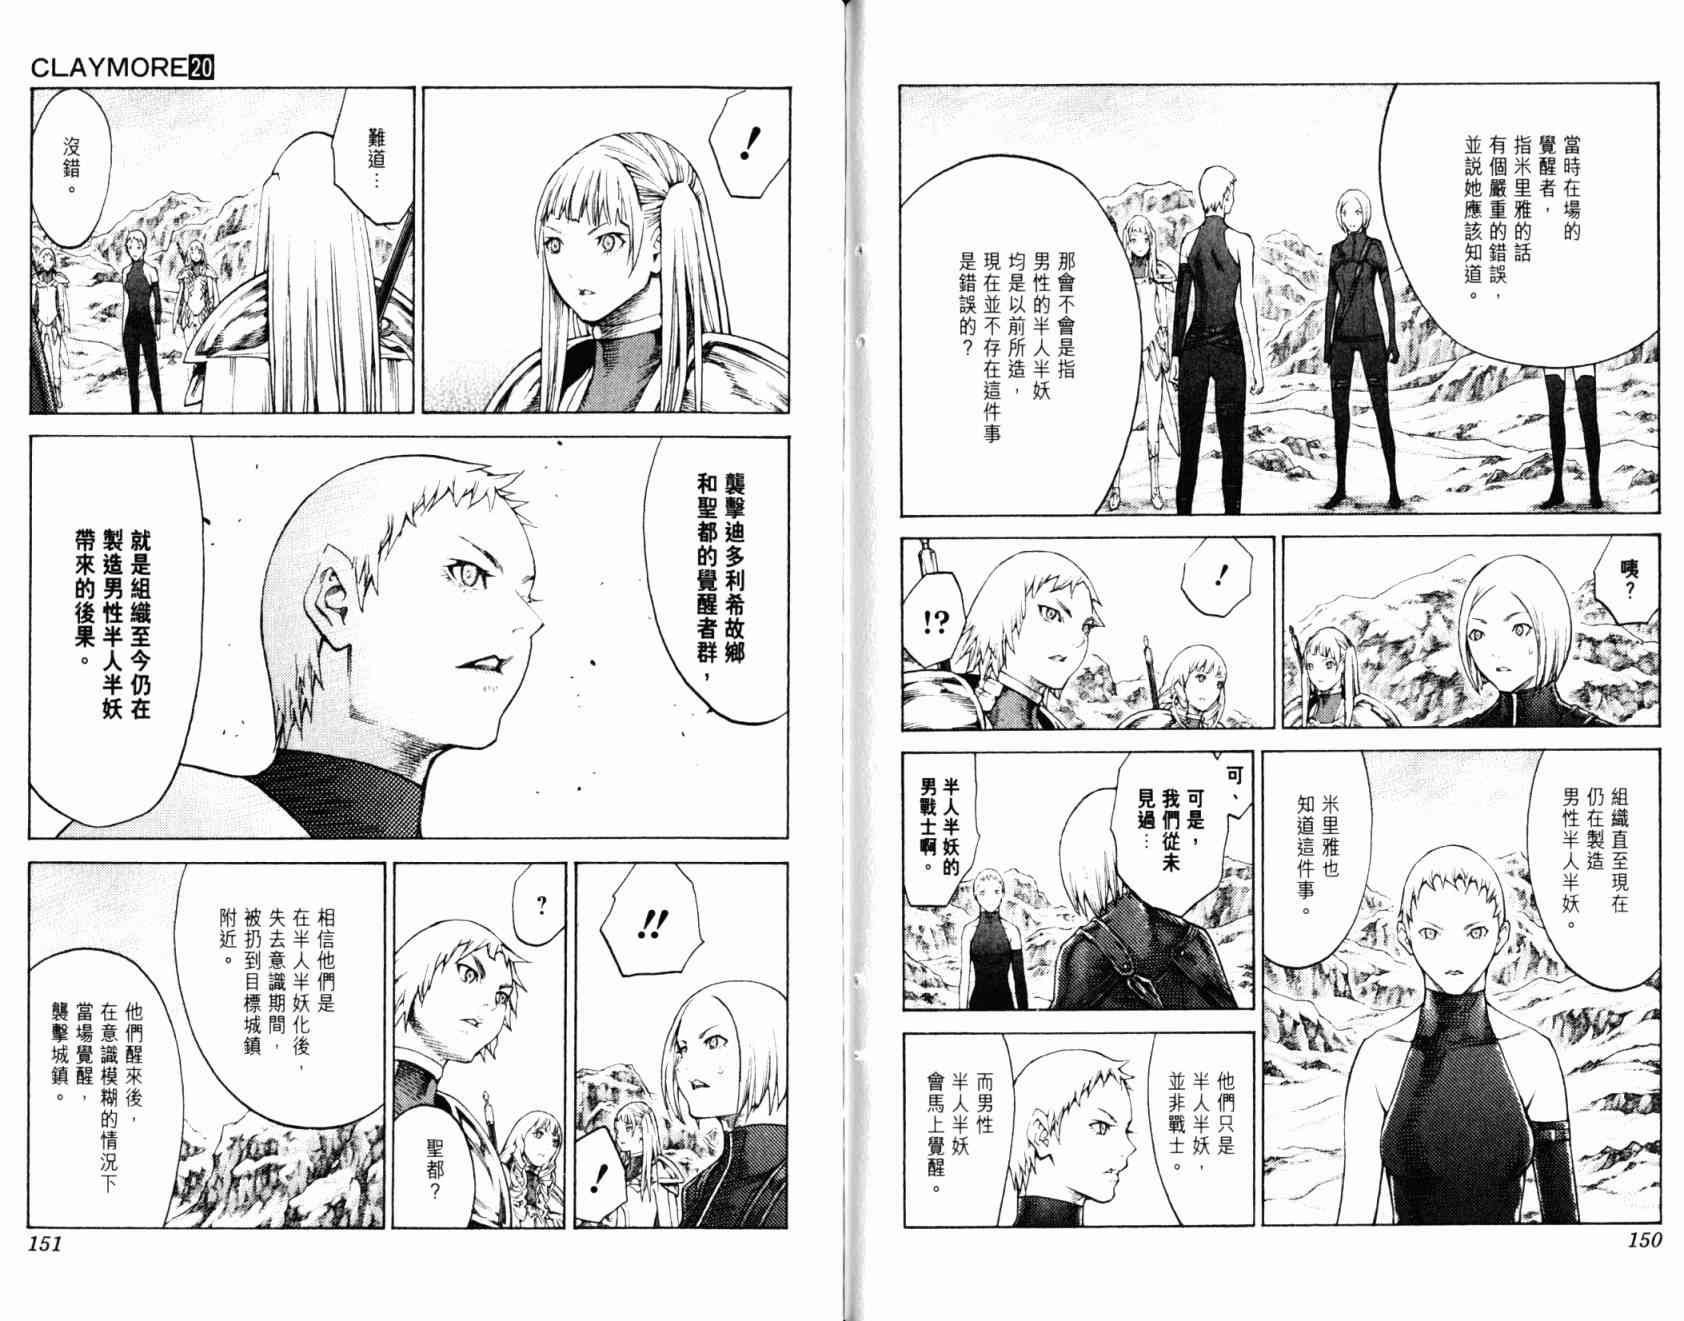 當時在場的
覺醒者，
指米里雅的話
有個嚴重的錯誤，
並説她應該知道。
那會不會是指
男性的半人半妖
均是以前所造，
現在並不存在這件事
是錯誤的？
咦？
！
!?
組織直至現在
仍在製造
男性半人半妖。
米里雅也
知道這件事。
可、
可是，
我們從未
見過…
半人半妖的
男戰士啊。
他們只是
半人半妖，
並非戰士。
而男性
半人半妖
會馬上覺醒。
150
CLAYMORE20
！
難道…
沒錯。
襲擊迪多利希故鄉
和聖都的覺醒者群，
就是組織至今仍在
製造男性半人半妖
帶來的後果。
!!
！
？
聖都？
相信他們是
在半人半妖化後，
失去意識期間，
被扔到目標城鎮
附近。
他們醒來後，
在意識模糊的情況下
當場覺醒，
襲擊城鎮。
151